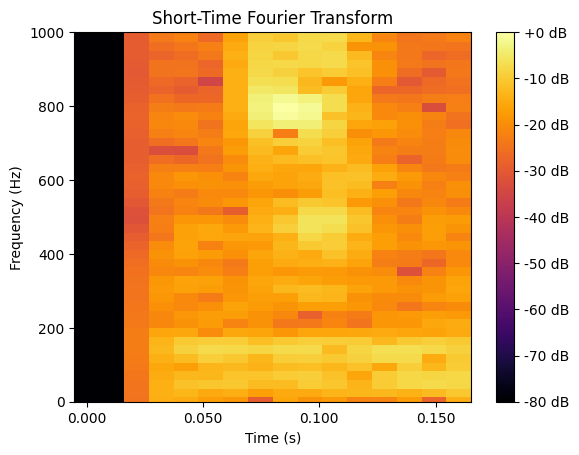 Short-Time Fourier Transform
1000
800
600
400
200
0
Frequency (Hz)
0.000
0.050
0.100
0.150
Time (s)
+0 dB
-10 dB
-20 dB
-30 dB
-40 dB
-50 dB
-60 dB
-70 dB
-80 dB